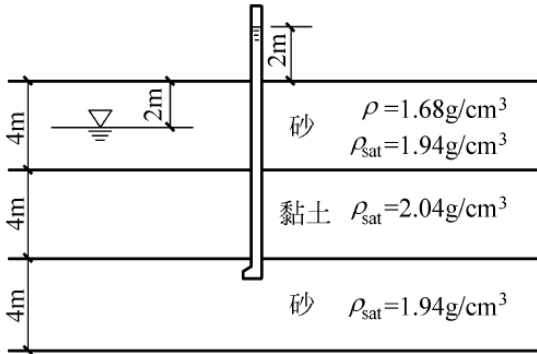 2m
4m
2m
砂 ρ=1.68g/cm³
ρsat=1.94g/cm³
4m
黏土 ρsat=2.04g/cm³
4m
砂 ρsat=1.94g/cm³